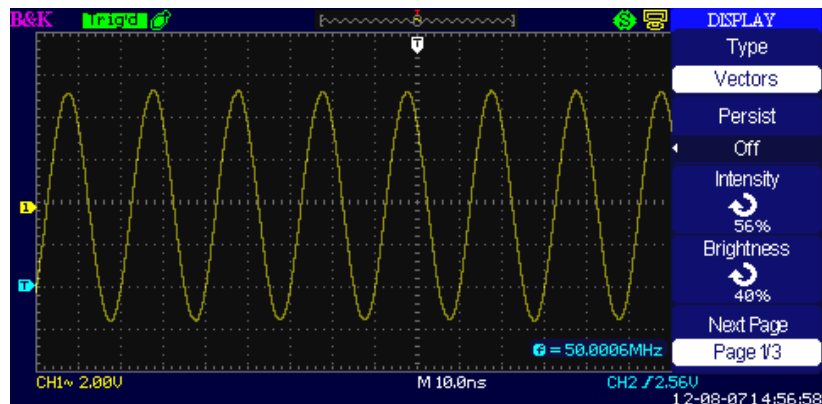 B&K Trig'd S DISPLAY
T
Type
Vectors
Persist
Off
Intensity
56%
1
Brightness
40%
T
Next Page
f = 50.0006MHz
Page 1/3
CH1~ 2.00V M 10.0ns CH2 / 2.56V
12-08-07 14:56:58